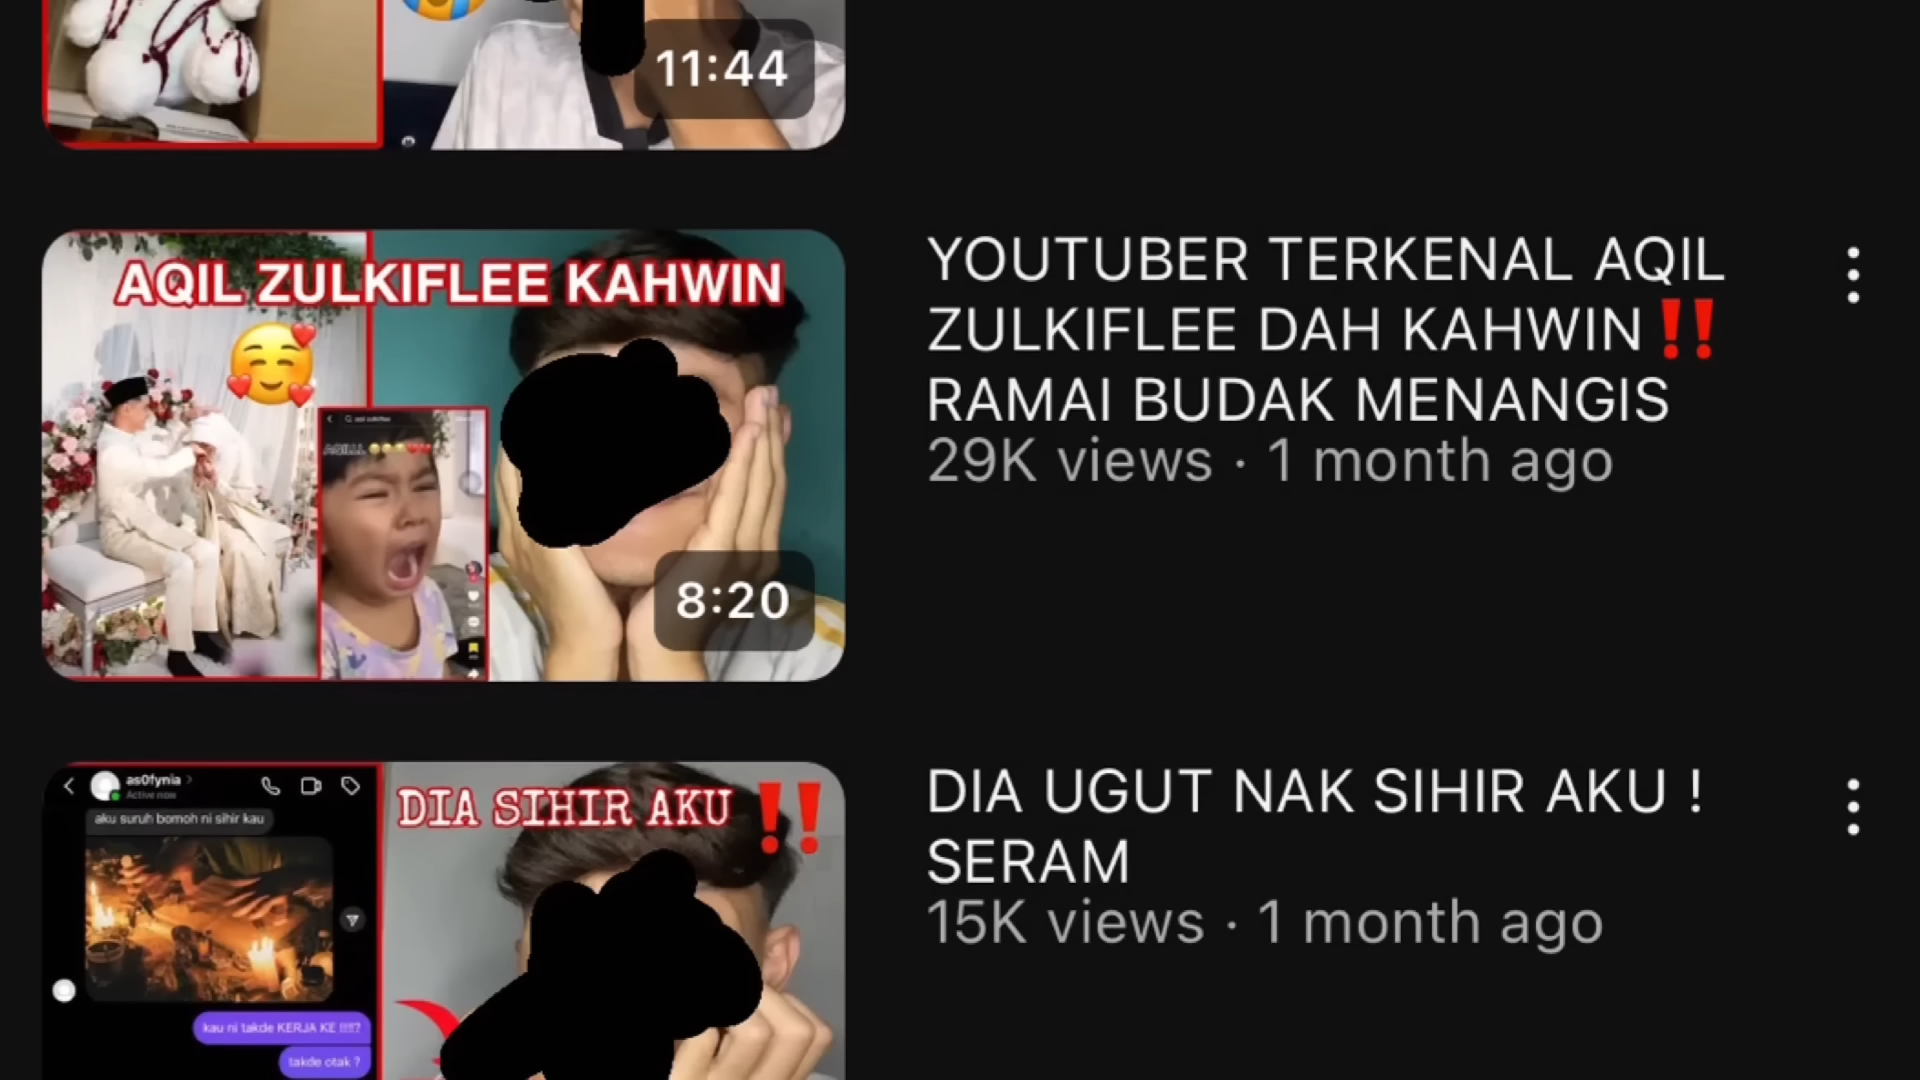 11:44
AQIL ZULKIFLEE KAHWIN
8:20
YOUTUBER TERKENAL AQIL
ZULKIFLEE DAH KAHWIN‼️
RAMAI BUDAK MENANGIS
29K views · 1 month ago
as0fynia
Active now
aku suruh bomoh ni sihir kau
kau ni takde KERJA KE !!!!?
takde otak ?
DIA SIHIR AKU ‼️
DIA UGUT NAK SIHIR AKU !
SERAM
15K views · 1 month ago